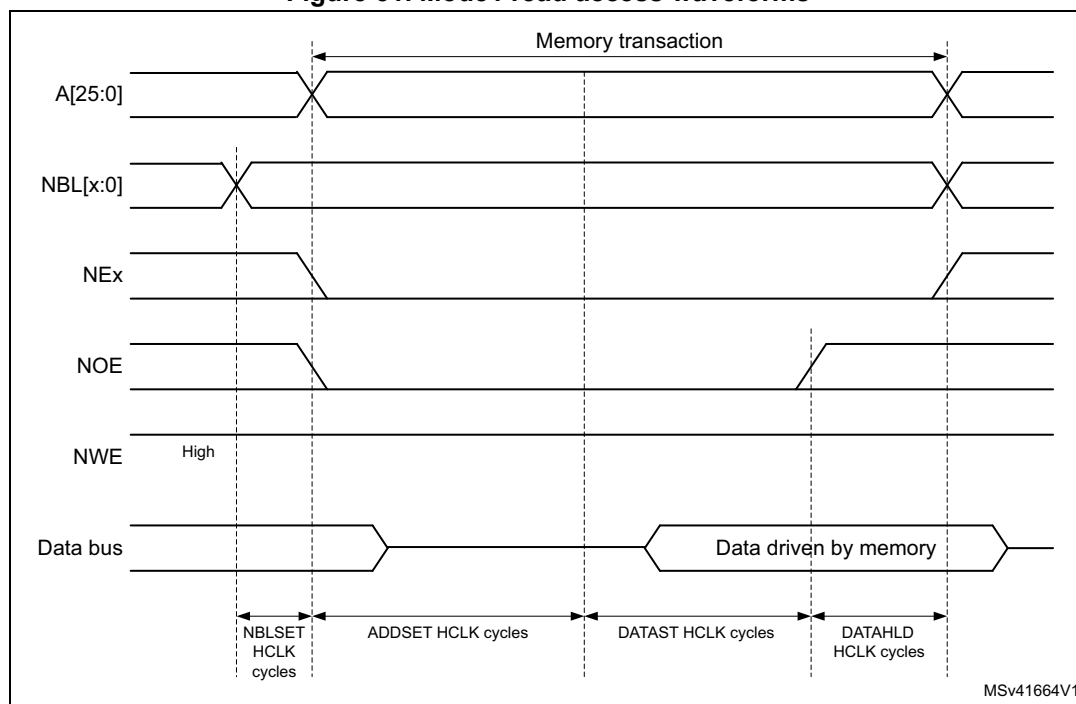 Memory transaction
A[25:0]
NBL[x:0]
NEx
NOE
NWE
High
Data bus
Data driven by memory
NBLSET
HCLK
cycles
ADDSET HCLK cycles
DATAST HCLK cycles
DATAHLD
HCLK cycles
MSv41664V1